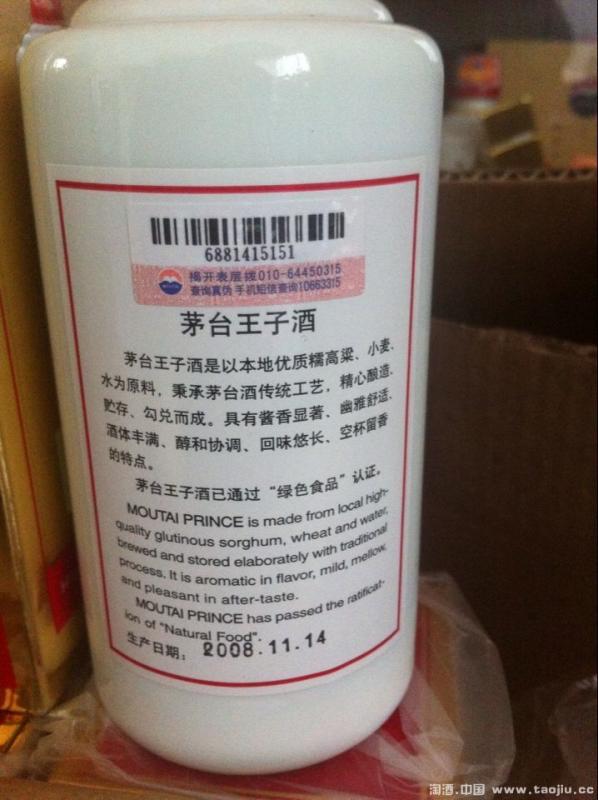 6881415151
揭开表层拨010-64450315
查询真伪 手机短信查询10663315
茅台王子酒
茅台王子酒是以本地优质糯高粱、小麦、
水为原料，秉承茅台酒传统工艺，精心酿造、
贮存、勾兑而成。具有酱香显著、幽雅舒适、
酒体丰满、醇和协调、回味悠长、空杯留香
的特点。
茅台王子酒已通过“绿色食品”认证。
MOUTAI PRINCE is made from local high-
quality glutinous sorghum, wheat and water,
brewed and stored elaborately with traditional
process. It is aromatic in flavor, mild, mellow,
and pleasant in after-taste.
MOUTAI PRINCE has passed the ratificat-
ion of "Natural Food".
生产日期： 2008.11.14
淘酒.中国 www.taojiu.cc